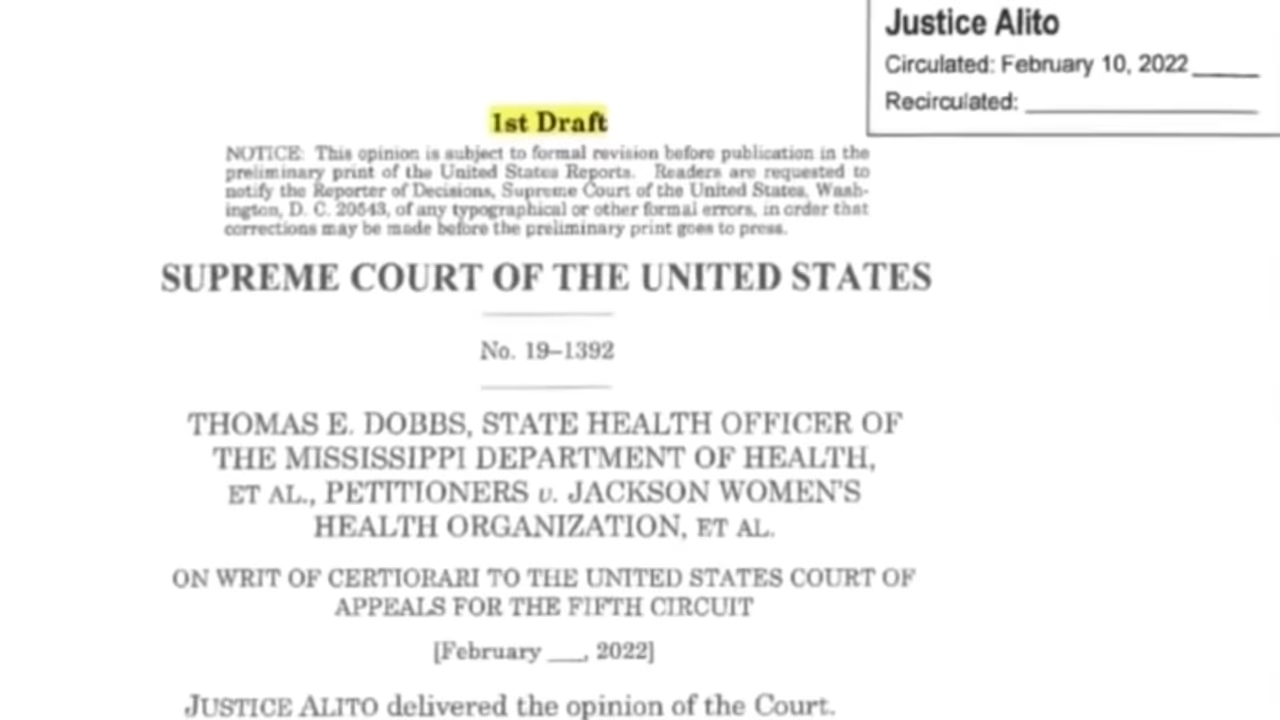 Justice Alito
Circulated: February 10, 2022 ____
Recirculated: ______________
1st Draft
NOTICE: This opinion is subject to formal revision before publication in the
preliminary print of the United States Reports. Readers are requested to
notify the Reporter of Decisions, Supreme Court of the United States, Wash-
ington, D. C. 20543, of any typographical or other formal errors, in order that
corrections may be made before the preliminary print goes to press.
SUPREME COURT OF THE UNITED STATES
No. 19–1392
THOMAS E. DOBBS, STATE HEALTH OFFICER OF
THE MISSISSIPPI DEPARTMENT OF HEALTH,
ET AL., PETITIONERS v. JACKSON WOMEN'S
HEALTH ORGANIZATION, ET AL.
ON WRIT OF CERTIORARI TO THE UNITED STATES COURT OF
APPEALS FOR THE FIFTH CIRCUIT
[February ___, 2022]
JUSTICE ALITO delivered the opinion of the Court.